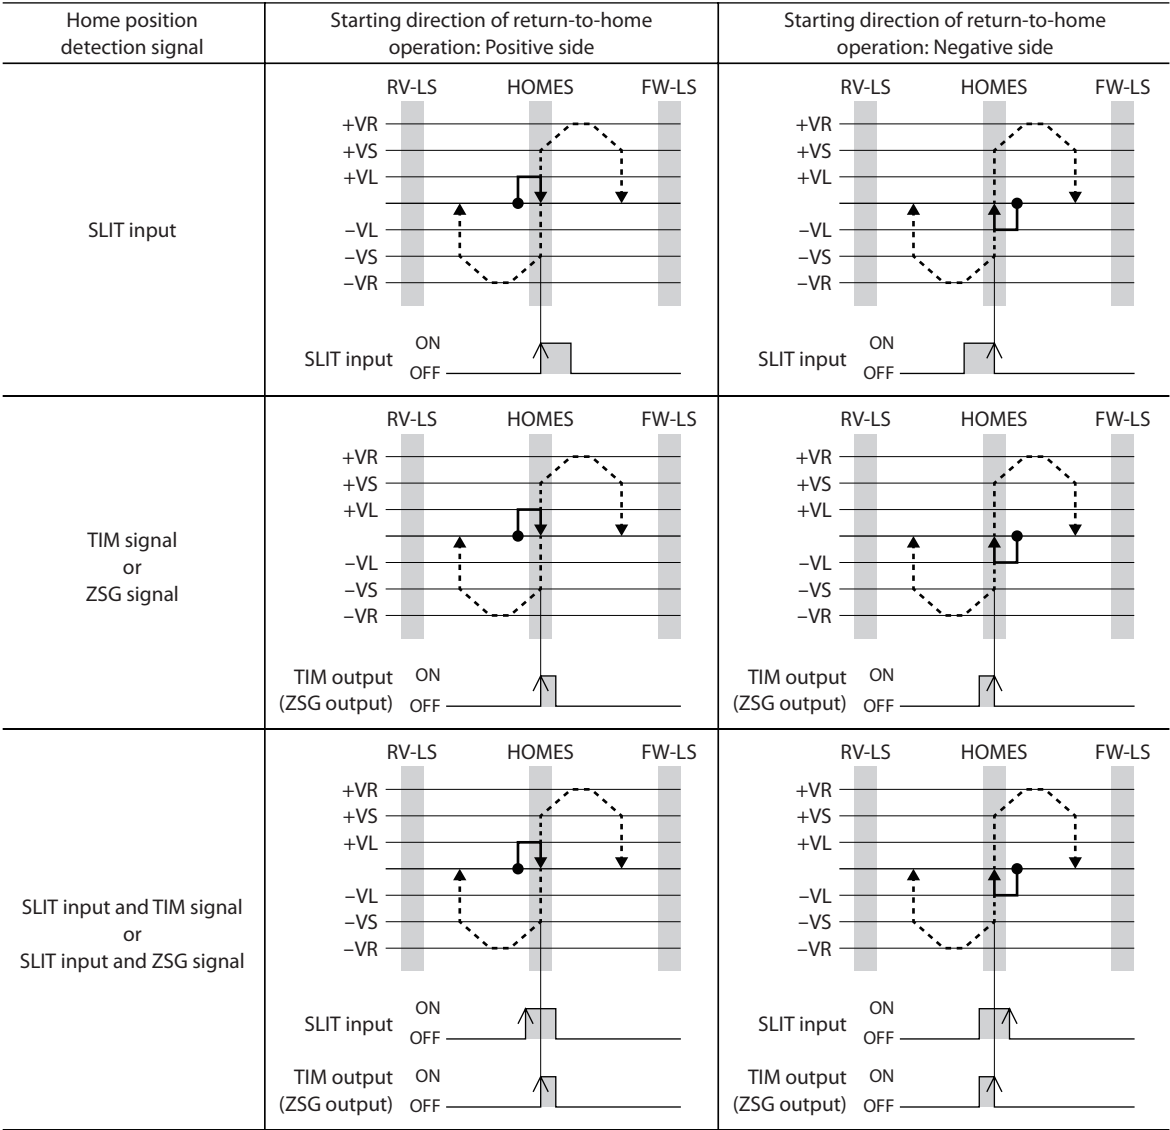 Home position
detection signal
Starting direction of return-to-home
operation: Positive side
Starting direction of return-to-home
operation: Negative side
SLIT input
RV-LS HOMES FW-LS
+VR
+VS
+VL
–VL
–VS
–VR
SLIT input
ON
OFF
RV-LS HOMES FW-LS
+VR
+VS
+VL
–VL
–VS
–VR
SLIT input
ON
OFF
TIM signal
or
ZSG signal
RV-LS HOMES FW-LS
+VR
+VS
+VL
–VL
–VS
–VR
TIM output
(ZSG output)
ON
OFF
RV-LS HOMES FW-LS
+VR
+VS
+VL
–VL
–VS
–VR
TIM output
(ZSG output)
ON
OFF
SLIT input and TIM signal
or
SLIT input and ZSG signal
RV-LS HOMES FW-LS
+VR
+VS
+VL
–VL
–VS
–VR
SLIT input
ON
OFF
TIM output
(ZSG output)
ON
OFF
RV-LS HOMES FW-LS
+VR
+VS
+VL
–VL
–VS
–VR
SLIT input
ON
OFF
TIM output
(ZSG output)
ON
OFF